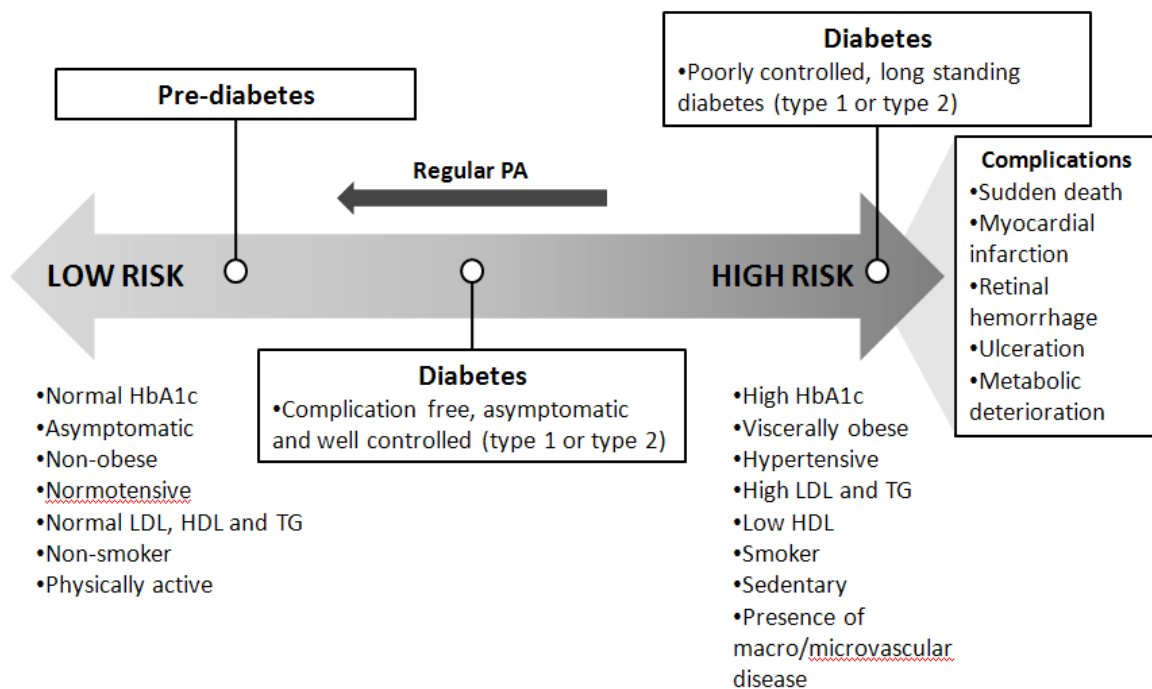 Pre-diabetes
Diabetes
•Poorly controlled, long standing
diabetes (type 1 or type 2)
Regular PA
LOW RISK
HIGH RISK
Complications
•Sudden death
•Myocardial
infarction
•Retinal
hemorrhage
•Ulceration
•Metabolic
deterioration
Diabetes
•Complication free, asymptomatic
and well controlled (type 1 or type 2)
•Normal HbA1c
•Asymptomatic
•Non-obese
•Normotensive
•Normal LDL, HDL and TG
•Non-smoker
•Physically active
•High HbA1c
•Viscerally obese
•Hypertensive
•High LDL and TG
•Low HDL
•Smoker
•Sedentary
•Presence of
macro/microvascular
disease